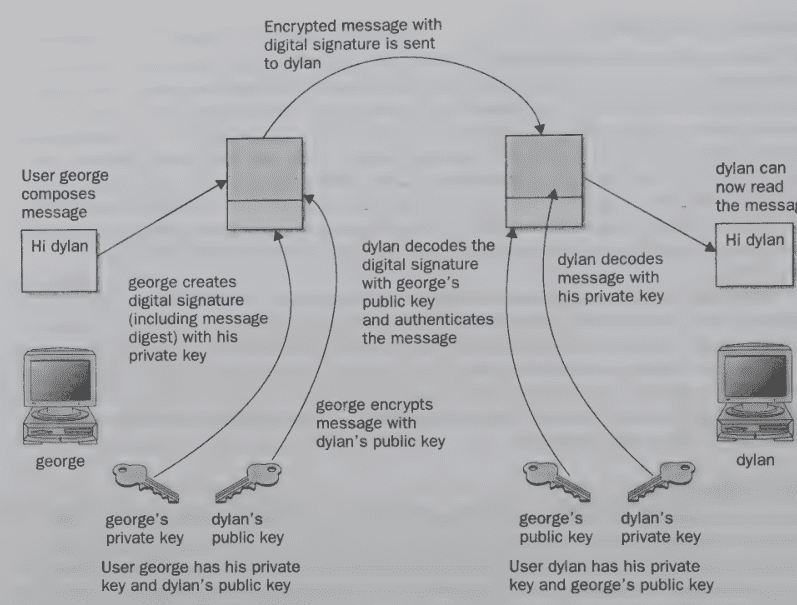 Encrypted message with
digital signature is sent
to dylan
User george
composes
message
Hi dylan
george creates
digital signature
(including message
digest) with his
private key
george encrypts
message with
dylan's public key
dylan decodes the
digital signature
with george's
public key
and authenticates
the message
dylan decodes
message with
his private key
dylan can
now read
the messag
Hi dylan
george
dylan
george's
private key
dylan's
public key
george's
public key
dylan's
private key
User george has his private
key and dylan's public key
User dylan has his private
key and george's public key